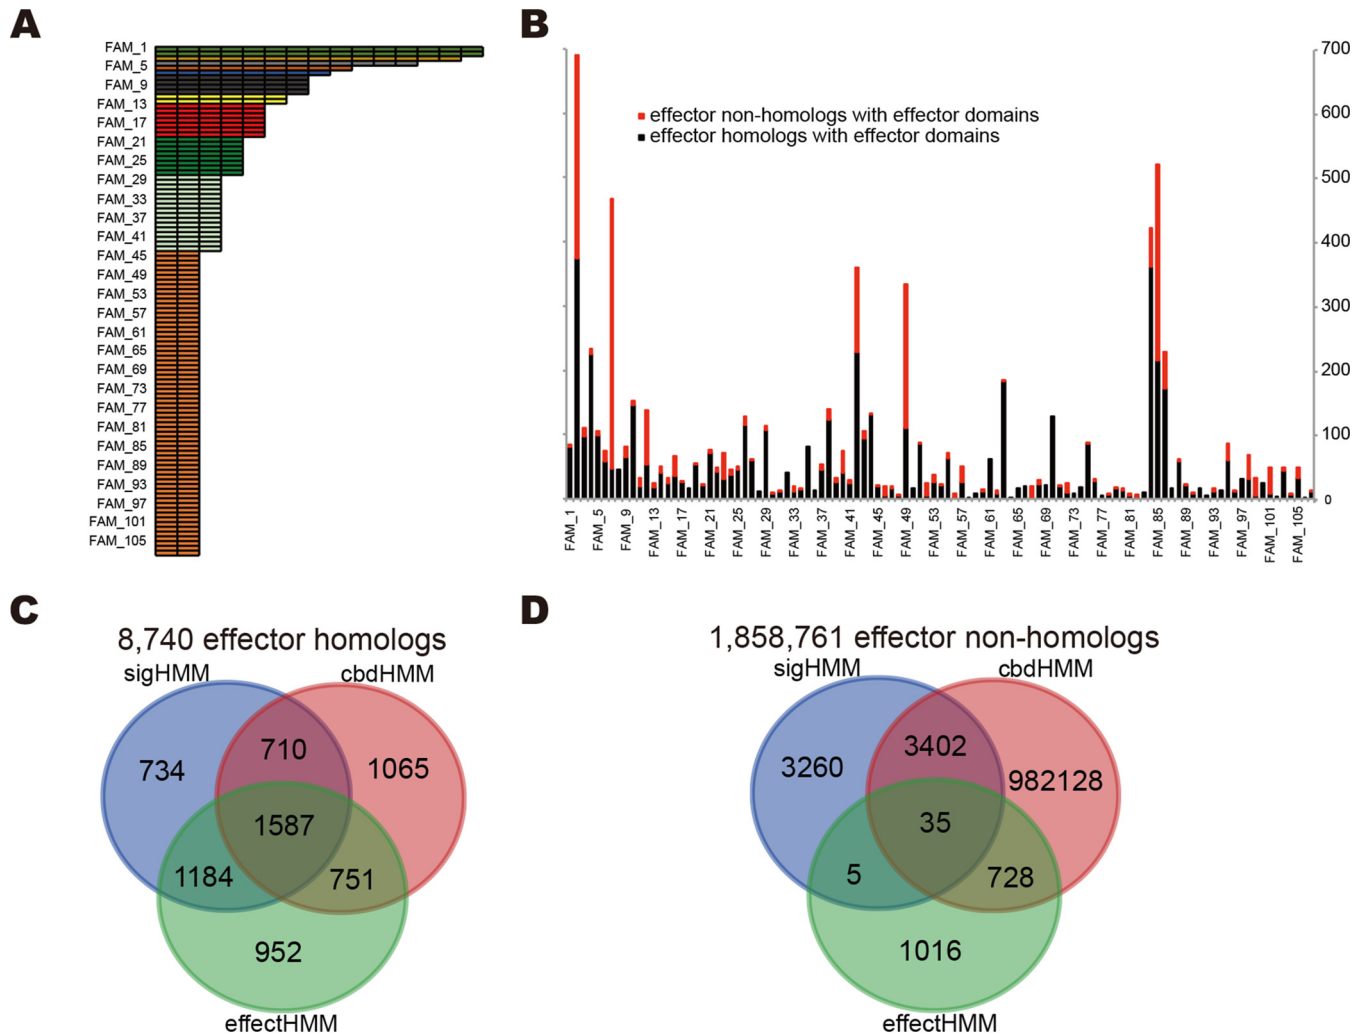 A
FAM_1
FAM_5
FAM_9
FAM_13
FAM_17
FAM_21
FAM_25
FAM_29
FAM_33
FAM_37
FAM_41
FAM_45
FAM_49
FAM_53
FAM_57
FAM_61
FAM_65
FAM_69
FAM_73
FAM_77
FAM_81
FAM_85
FAM_89
FAM_93
FAM_97
FAM_101
FAM_105
B
effector non-homologs with effector domains
effector homologs with effector domains
700
600
500
400
300
200
100
0
FAM_1
FAM_5
FAM_9
FAM_13
FAM_17
FAM_21
FAM_25
FAM_29
FAM_33
FAM_37
FAM_41
FAM_45
FAM_49
FAM_53
FAM_57
FAM_61
FAM_65
FAM_69
FAM_73
FAM_77
FAM_81
FAM_85
FAM_89
FAM_93
FAM_97
FAM_101
FAM_105
C
8,740 effector homologs
sigHMM
cbdHMM
734
710
1065
1587
1184
751
952
effectHMM
D
1,858,761 effector non-homologs
sigHMM
cbdHMM
3260
3402
982128
35
5
728
1016
effectHMM